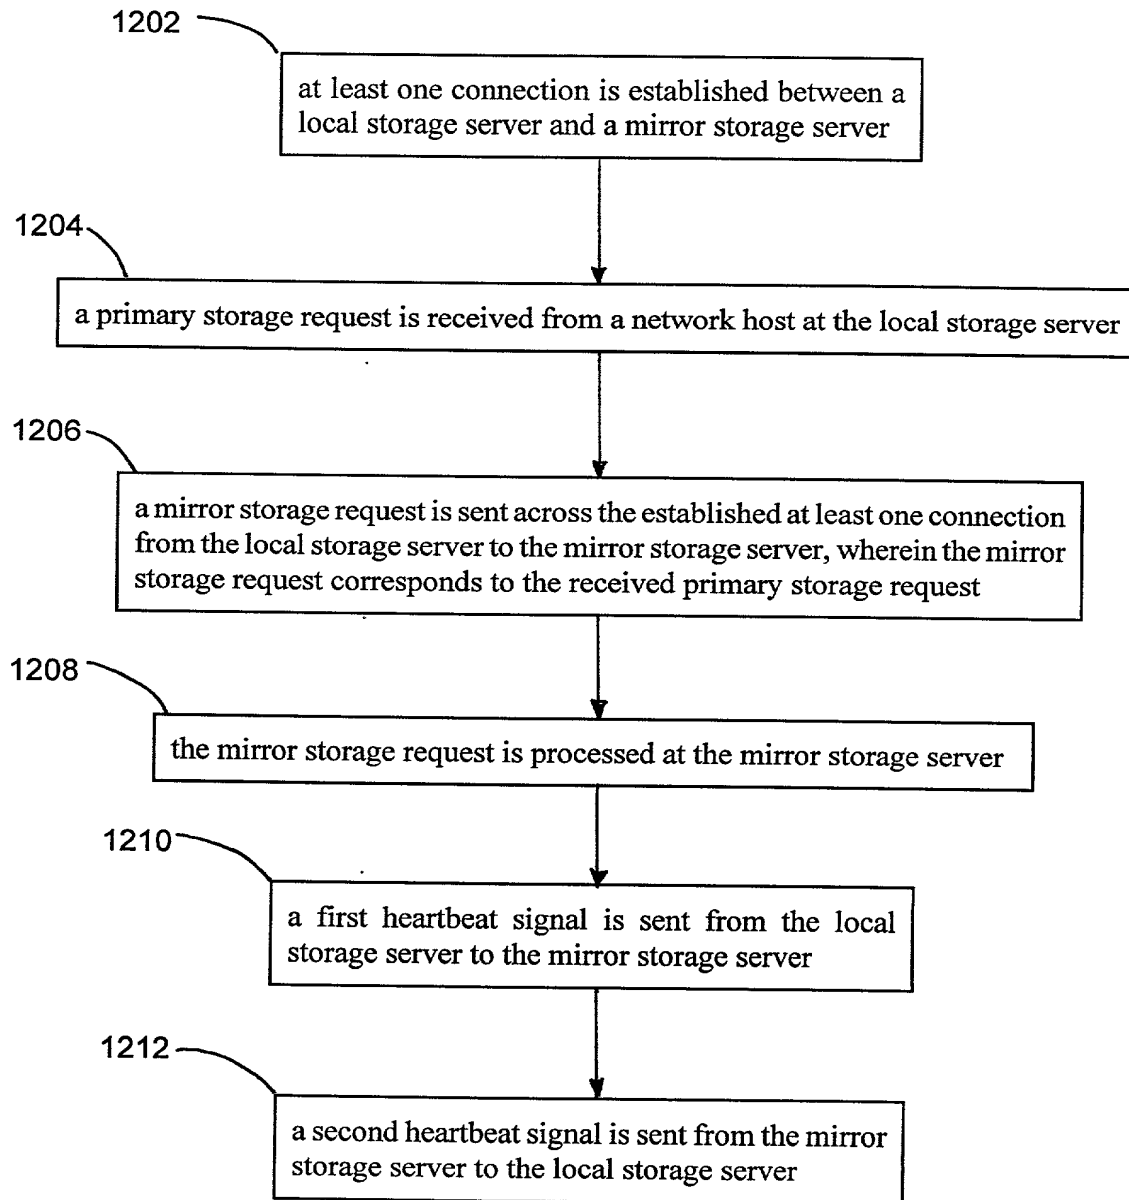 1202
at least one connection is established between a
local storage server and a mirror storage server
1204
a primary storage request is received from a network host at the local storage server
1206
a mirror storage request is sent across the established at least one connection
from the local storage server to the mirror storage server, wherein the mirror
storage request corresponds to the received primary storage request
1208
the mirror storage request is processed at the mirror storage server
1210
a first heartbeat signal is sent from the local
storage server to the mirror storage server
1212
a second heartbeat signal is sent from the mirror
storage server to the local storage server